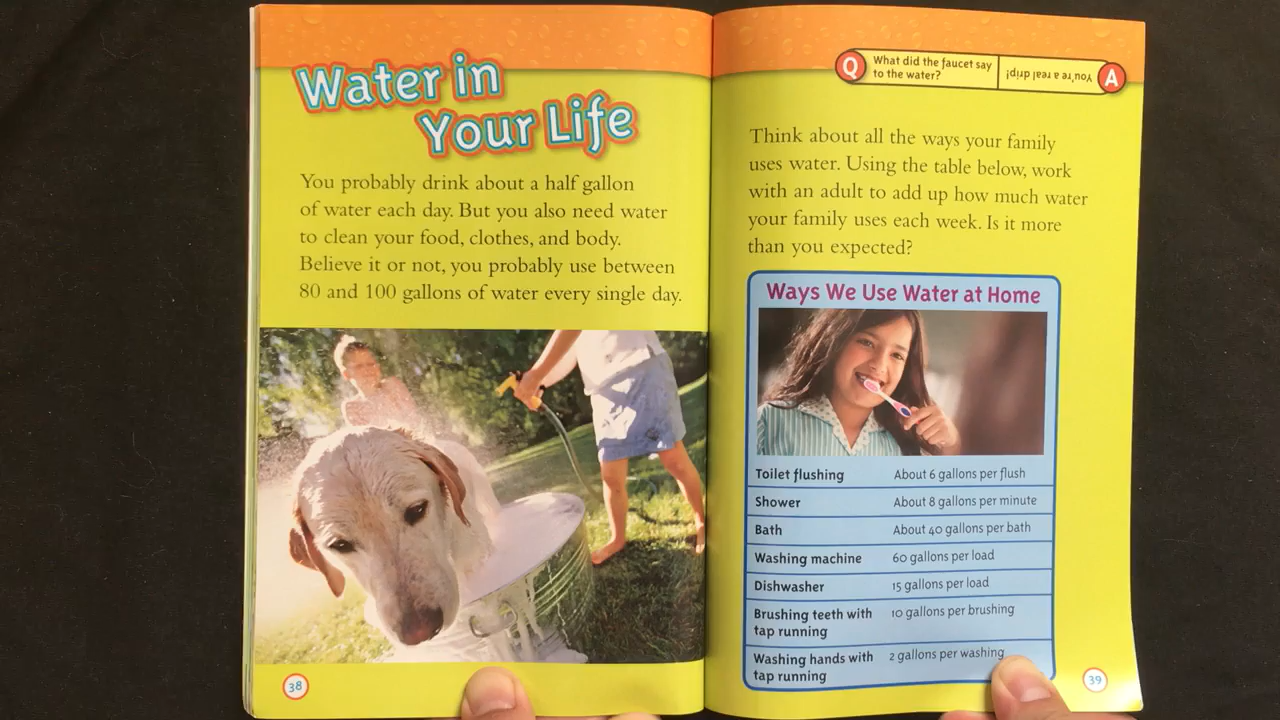 Water in
Your Life
You probably drink about a half gallon
of water each day. But you also need water
to clean your food, clothes, and body.
Believe it or not, you probably use between
80 and 100 gallons of water every single day.
38
Q
What did the faucet say
to the water?
You're a real drip!
A
Think about all the ways your family
uses water. Using the table below, work
with an adult to add up how much water
your family uses each week. Is it more
than you expected?
Ways We Use Water at Home
Toilet flushing About 6 gallons per flush
Shower About 8 gallons per minute
Bath About 40 gallons per bath
Washing machine 60 gallons per load
Dishwasher 15 gallons per load
Brushing teeth with 10 gallons per brushing
tap running
Washing hands with 2 gallons per washing
tap running
39